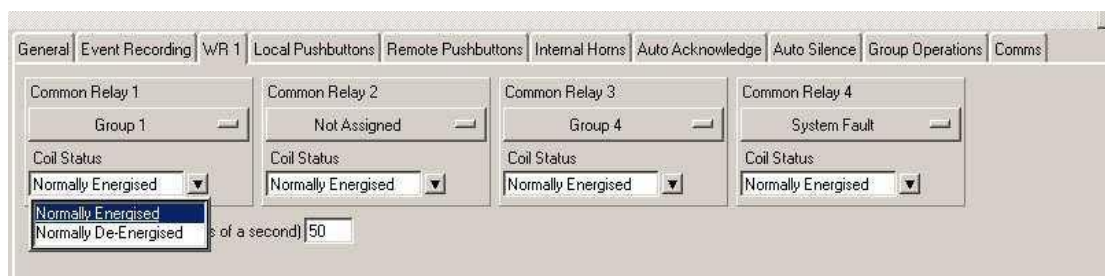 General Event Recording WR 1 Local Pushbuttons Remote Pushbuttons Internal Horns Auto Acknowledge Auto Silence Group Operations Comms
Common Relay 1 Common Relay 2 Common Relay 3 Common Relay 4
Group 1 Not Assigned Group 4 System Fault
Coil Status Coil Status Coil Status Coil Status
Normally Energised Normally Energised Normally Energised Normally Energised
Normally Energised
Normally De-Energised
of a second) 50